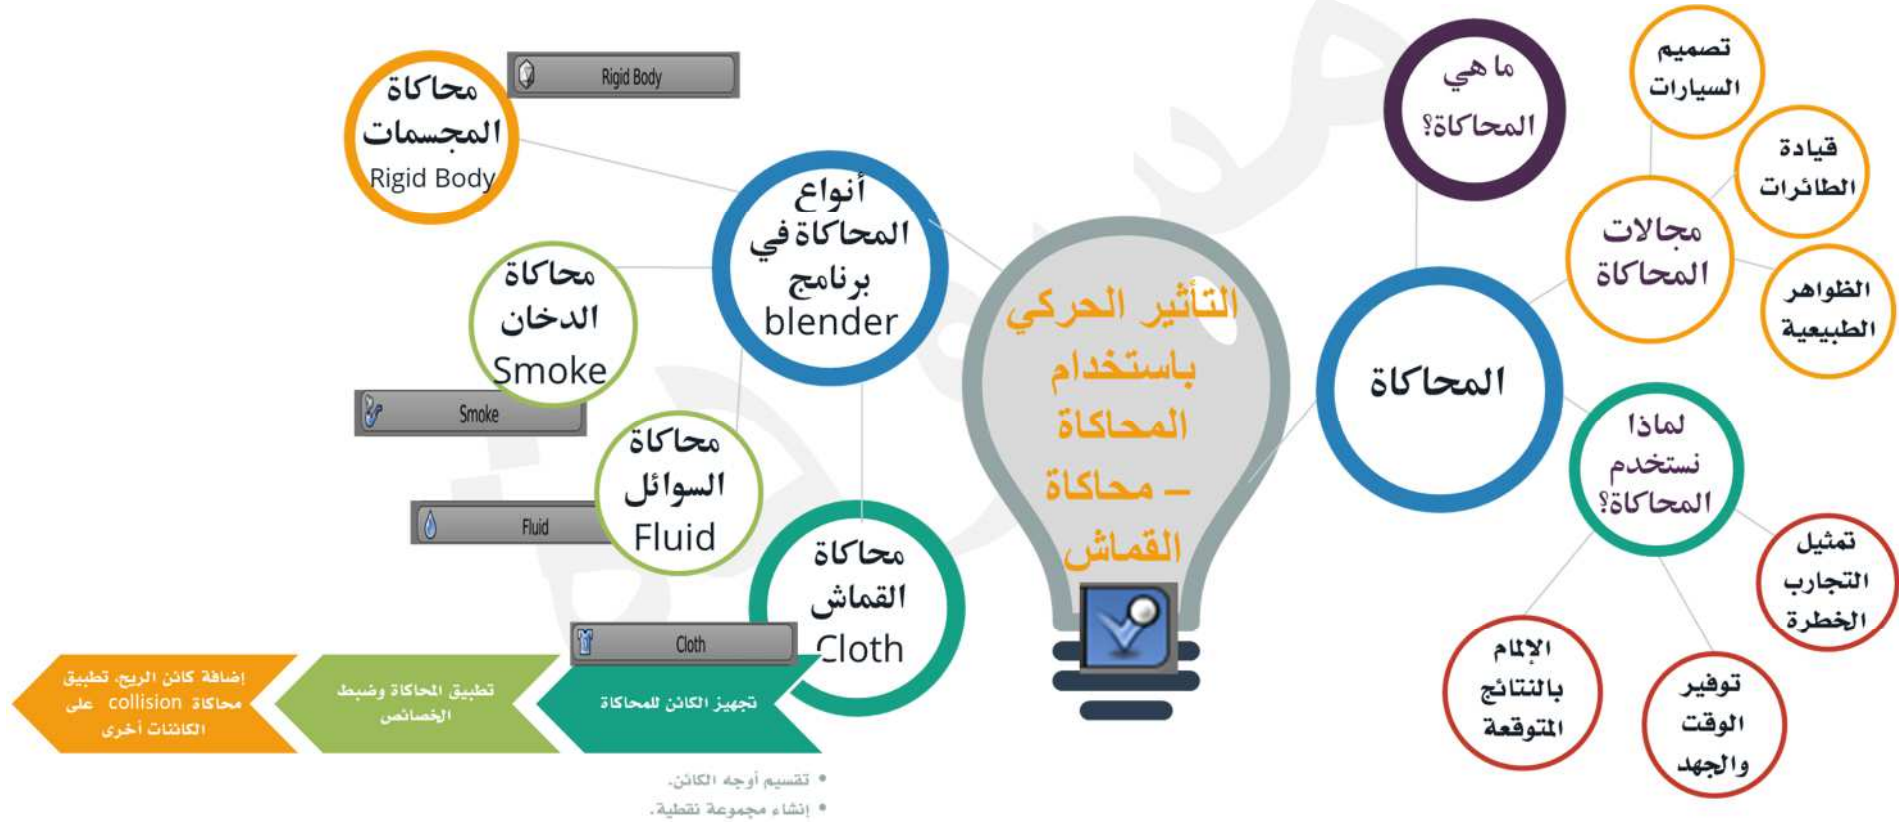 التأثير الحركي
باستخدام
المحاكاة
– محاكاة
القماش
المحاكاة
ما هي
المحاكاة؟
مجالات
المحاكاة
تصميم
السيارات
قيادة
الطائرات
الظواهر
الطبيعية
لماذا
نستخدم
المحاكاة؟
تمثيل
التجارب
الخطرة
توفير
الوقت
والجهد
الإلمام
بالنتائج
المتوقعة
أنواع
المحاكاة في
برنامج
blender
محاكاة
المجسمات
Rigid Body
Rigid Body
محاكاة
الدخان
Smoke
Smoke
محاكاة
السوائل
Fluid
Fluid
محاكاة
القماش
Cloth
Cloth
تجهيز الكائن للمحاكاة
• تقسيم أوجه الكائن.
• إنشاء مجموعة نقطية.
تطبيق المحاكاة وضبط
الخصائص
إضافة كائن الريح، تطبيق
محاكاة collision على
الكائنات أخرى